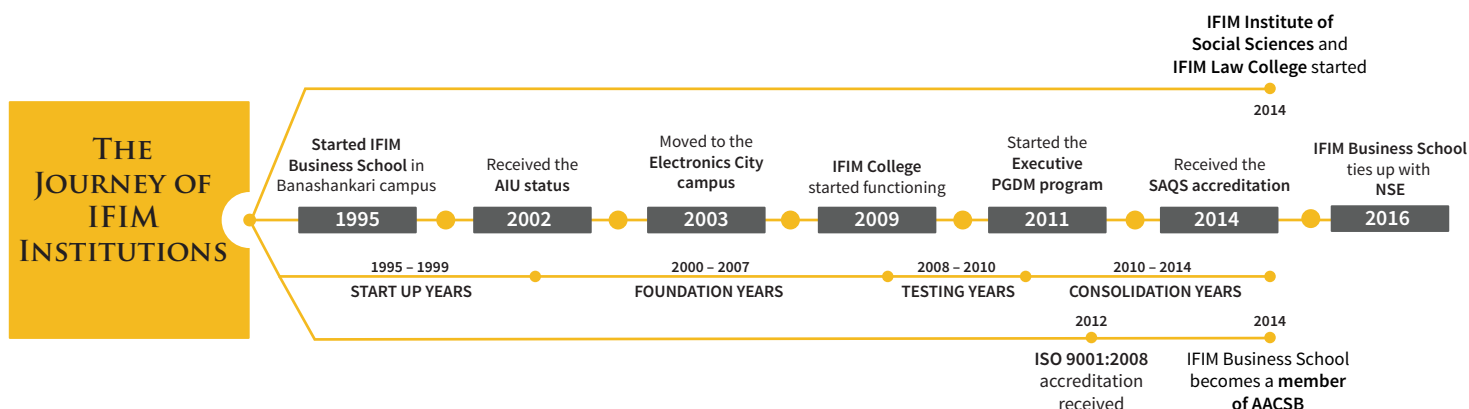 THE
JOURNEY OF
IFIM
INSTITUTIONS
IFIM Institute of
Social Sciences and
IFIM Law College started
2014
Started IFIM
Business School in
Banashankari campus
1995
Received the
AIU status
2002
Moved to the
Electronics City
campus
2003
IFIM College
started functioning
2009
Started the
Executive
PGDM program
2011
Received the
SAQS accreditation
2014
IFIM Business School
ties up with
NSE
2016
1995 – 1999
START UP YEARS
2000 – 2007
FOUNDATION YEARS
2008 – 2010
TESTING YEARS
2010 – 2014
CONSOLIDATION YEARS
2012
ISO 9001:2008
accreditation
received
2014
IFIM Business School
becomes a member
of AACSB